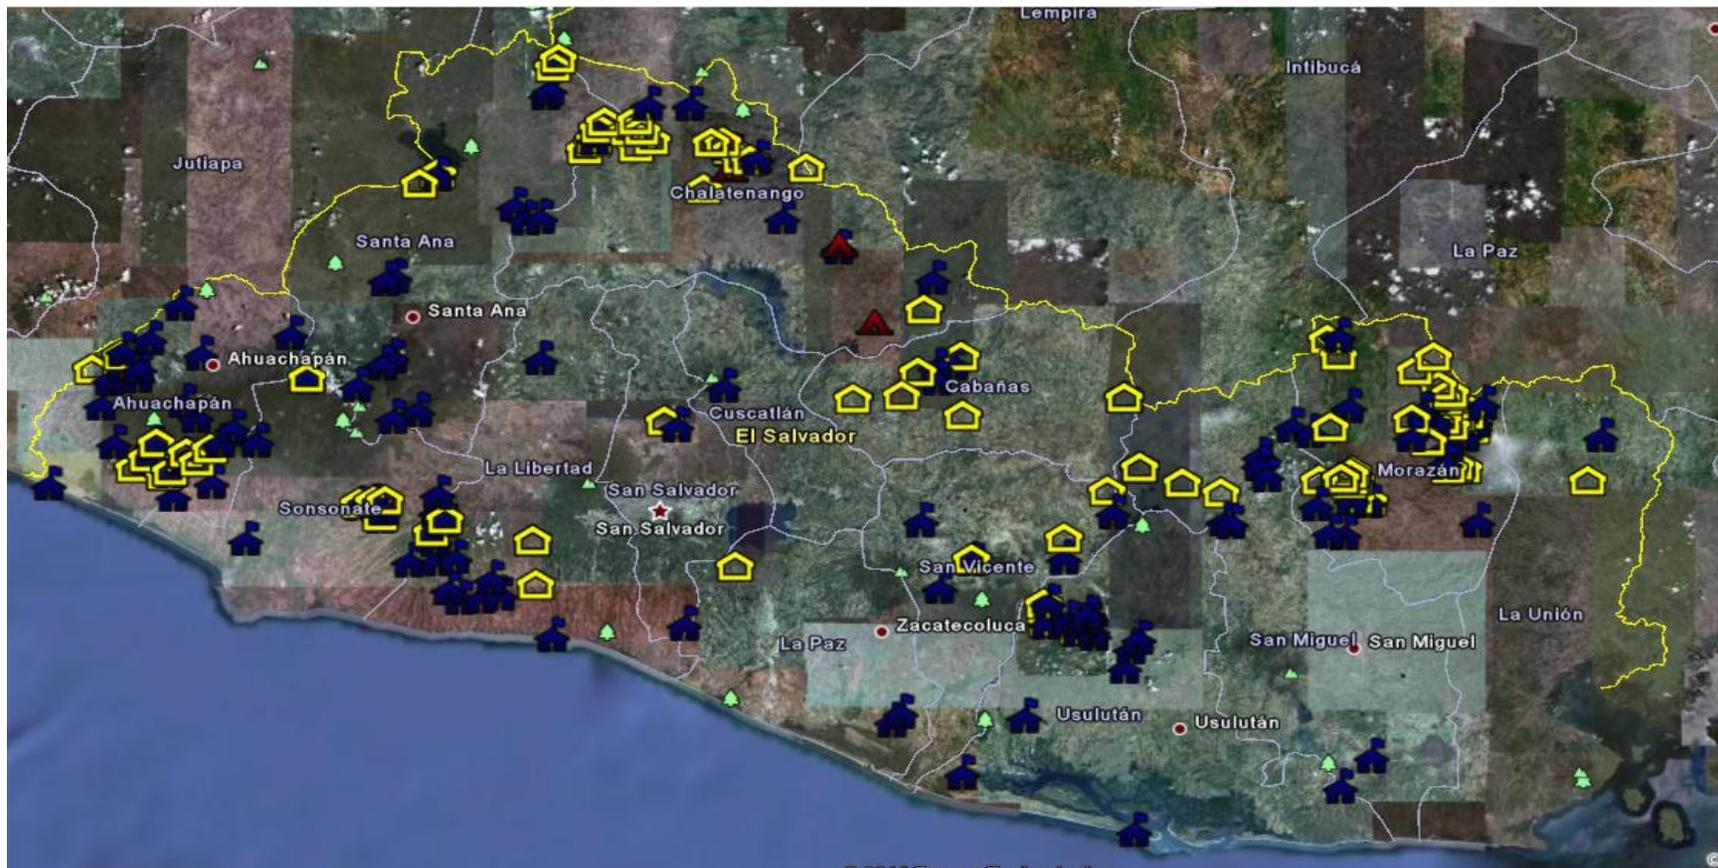 Lempira
Intibucá
Jutiapa
Chalatenango
Santa Ana
La Paz
Santa Ana
Ahuachapán
Cabañas
Ahuachapán
Cuscatlán
El Salvador
La Libertad
Morazán
San Salvador
Sonsonate
San Salvador
San Vicente
La Unión
Zacatecoluca
La Paz
San Miguel
San Miguel
Usulután
Usulután